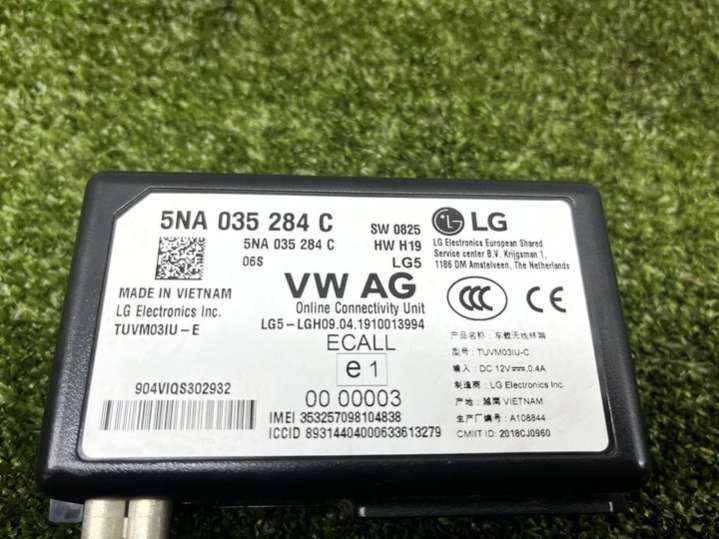 5NA 035 284 C
5NA 035 284 C
06S
SW 0825
HW H19
LG5
LG
LG Electronics European Shared
Service center B.V. Krijgsman 1,
1186 DM Amstelveen, The Netherlands
MADE IN VIETNAM
LG Electronics Inc.
TUVM03IU-E
VW AG
Online Connectivity Unit
LG5-LGH09.04.1910013994
ECALL
e1
00 00003
CCC
CE
904VIQS302932
IMEI 353257098104838
ICCID 89314404000633613279
产品名称: 车载无线终端
型号: TUVM03IU-C
输入: DC 12V⎓0.4A
制造商: LG Electronics Inc.
产地: 越南 VIETNAM
生产厂编号: A108844
CMIIT ID: 2018CJ0960